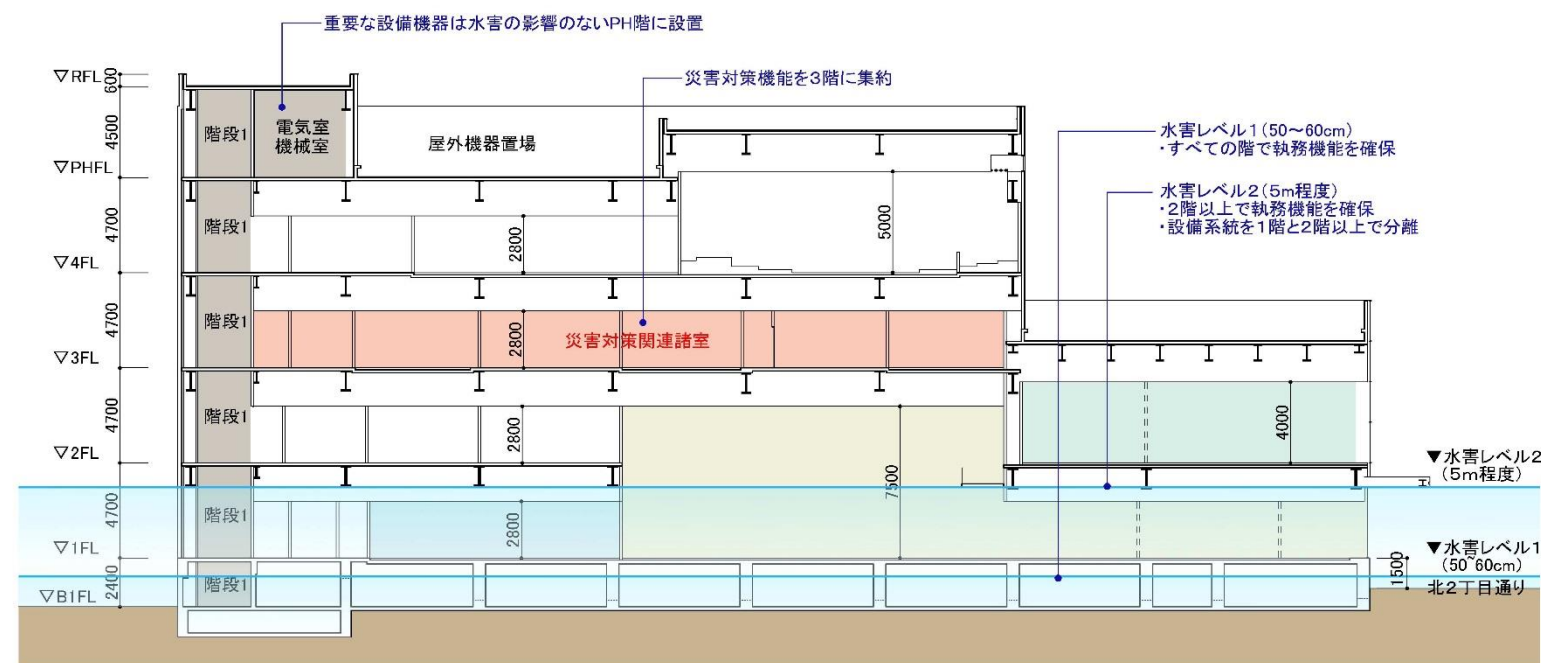 重要な設備機器は水害の影響のないPH階に設置
災害対策機能を3階に集約
▽RFL
600
4500
階段1
電気室
機械室
屋外機器置場
水害レベル1(50～60cm)
・すべての階で執務機能を確保
▽PHFL
水害レベル2(5m程度)
・2階以上で執務機能を確保
・設備系統を1階と2階以上で分離
4700
階段1
2800
5000
▽4FL
4700
階段1
2800
災害対策関連諸室
▽3FL
4700
階段1
2800
4000
▽2FL
▼水害レベル2
(5m程度)
7500
4700
階段1
2800
▽1FL
▼水害レベル1
(50~60cm)
1500
2400
階段1
北2丁目通り
▽B1FL